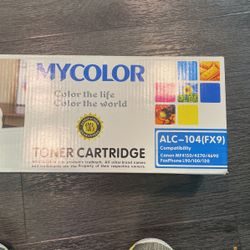 MYCOLOR
Color the life
Color the world
TONER CARTRIDGE
ALC-104(FX9)
Compatibility
Canon MF4150/4270/4690
FaxPhone L90/100/120